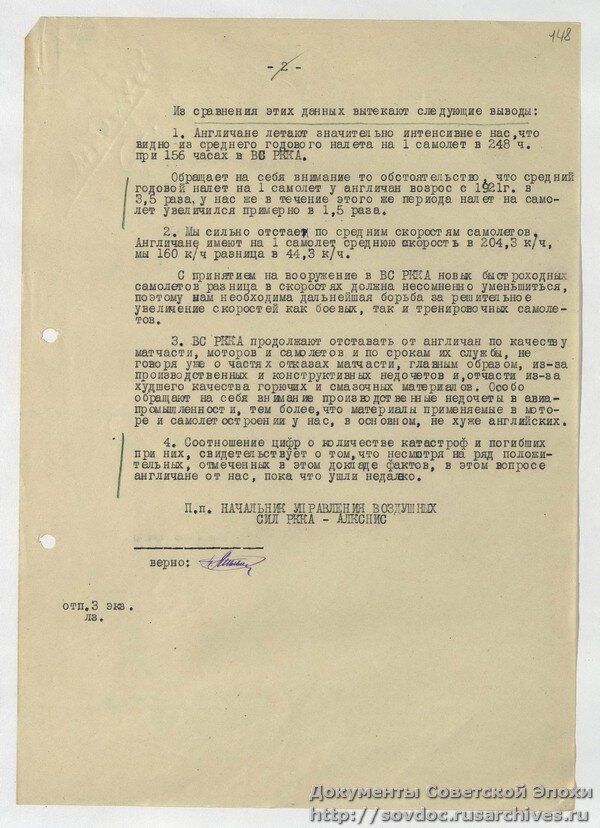 148
- 2 -
Из сравнения этих данных вытекают следующие выводы:
1. Англичане летают значительно интенсивнее нас,что
видно из среднего годового налета на 1 самолет в 248 ч.
при 156 часах в ВС РККА.
Обращает на себя внимание то обстоятельство, что средний
годовой налет на 1 самолет у англичан возрос с 1921г. в
3,5 раза, у нас же в течение этого же периода налет на само-
лет увеличился примерно в 1,5 раза.
2. Мы сильно отстаем по средним скоростям самолетов.
Англичане имеют на 1 самолет среднюю скорость в 204,3 к/ч,
мы 160 к/ч разница в 44,3 к/ч.
С принятием на вооружение в ВС РККА новых быстроходных
самолетов разница в скоростях должна несомненно уменьшиться,
поэтому нам необходима дальнейшая борьба за решительное
увеличение скоростей как боевых, так и тренировочных самоле-
тов.
3. ВС РККА продолжают отставать от англичан по качеству
матчасти, моторов и самолетов и по срокам их службы, не
говоря уже о частях отказах матчасти, главным образом, из-за
производственных и конструктивных недочетов и,отчасти из-за
худшего качества горючих и смазочных материалов. Особо
обращают на себя внимание производственные недочеты в авиа-
промышленности, тем более,что материалы применяемые в мото-
ре и самолетостроении у нас, в основном, не хуже английских.
4. Соотношение цифр о количестве катастроф и погибших
при них, свидетельствует о том,что несмотря на ряд положи-
тельных, отмеченных в этом докладе фактов, в этом вопросе
англичане от нас, пока что ушли недалеко.
П.п. НАЧАЛЬНИК УПРАВЛЕНИЯ ВОЗДУШНЫХ
СИЛ РККА - АЛКСНИС
верно:
отп.3 экз.
лз.
Документы Советской Эпохи
http://sovdoc.rusarchives.ru